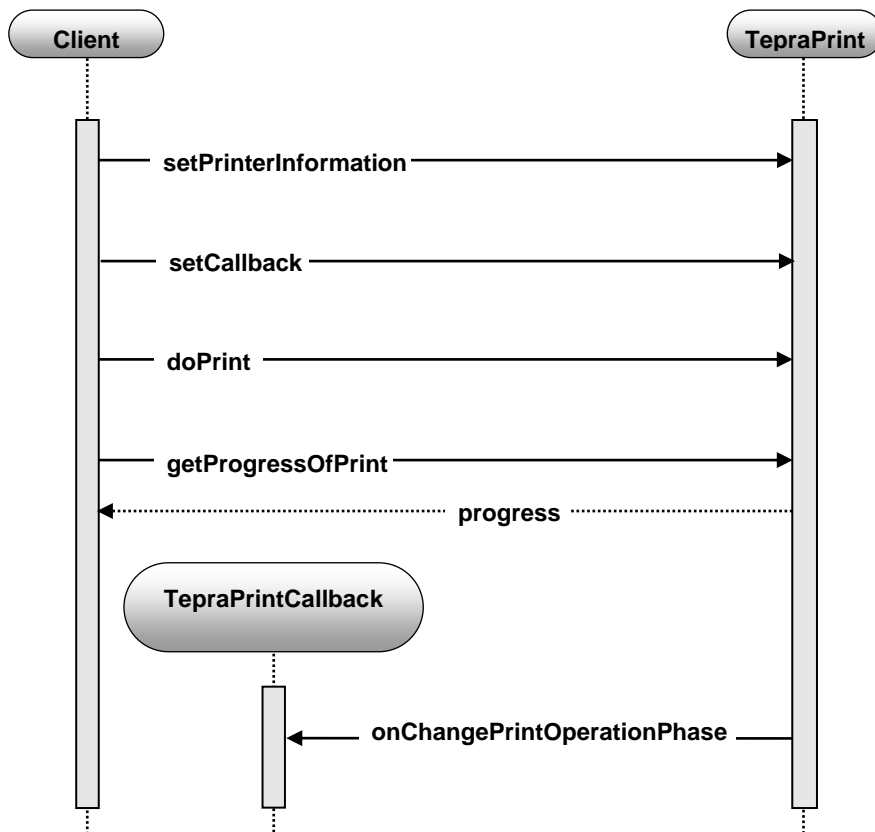 Client
TepraPrint
setPrinterInformation
setCallback
doPrint
getProgressOfPrint
progress
TepraPrintCallback
onChangePrintOperationPhase